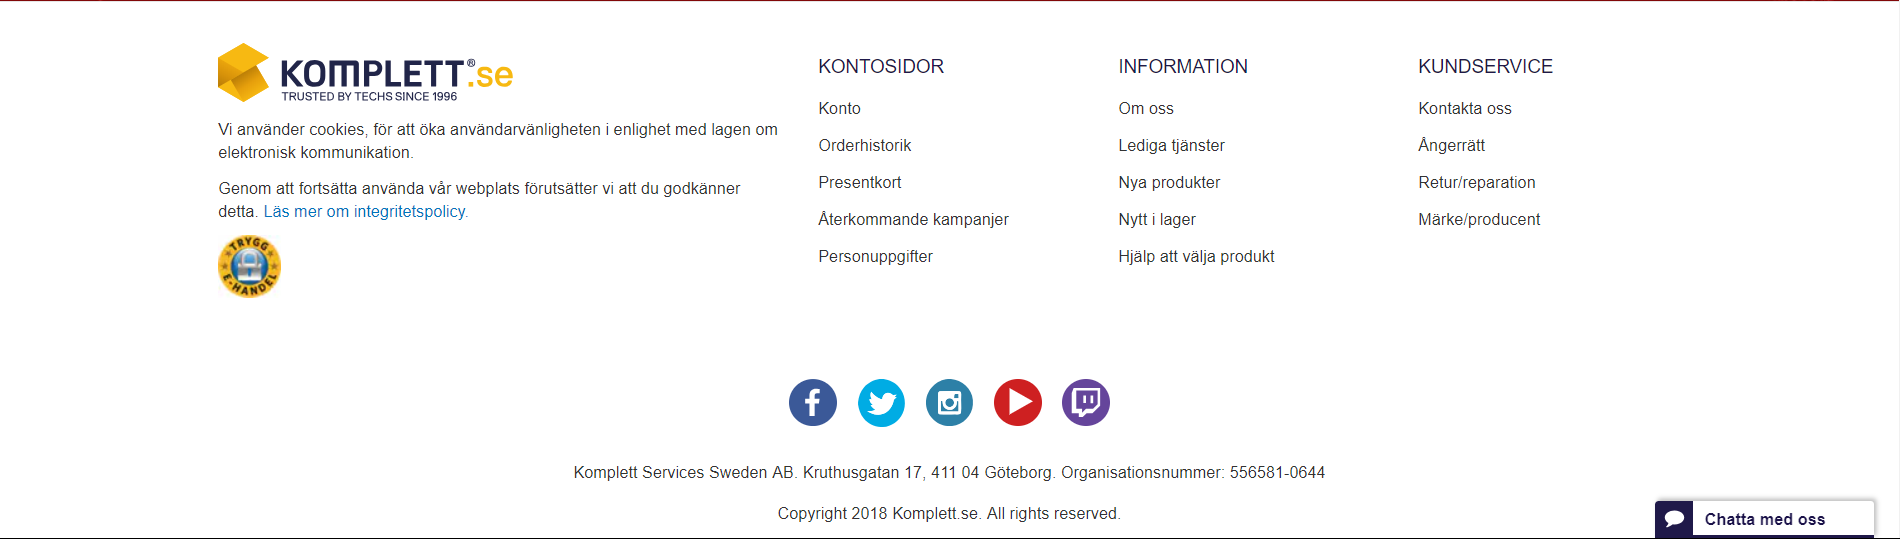 KOMPLETT®.se
TRUSTED BY TECHS SINCE 1996
Vi använder cookies, för att öka användarvänligheten i enlighet med lagen om
elektronisk kommunikation.
Genom att fortsätta använda vår webplats förutsätter vi att du godkänner
detta. Läs mer om integritetspolicy.
TRYGG
E-HANDEL
KONTOSIDOR
Konto
Orderhistorik
Presentkort
Återkommande kampanjer
Personuppgifter
INFORMATION
Om oss
Lediga tjänster
Nya produkter
Nytt i lager
Hjälp att välja produkt
KUNDSERVICE
Kontakta oss
Ångerrätt
Retur/reparation
Märke/producent
Komplett Services Sweden AB. Kruthusgatan 17, 411 04 Göteborg. Organisationsnummer: 556581-0644
Copyright 2018 Komplett.se. All rights reserved.
Chatta med oss